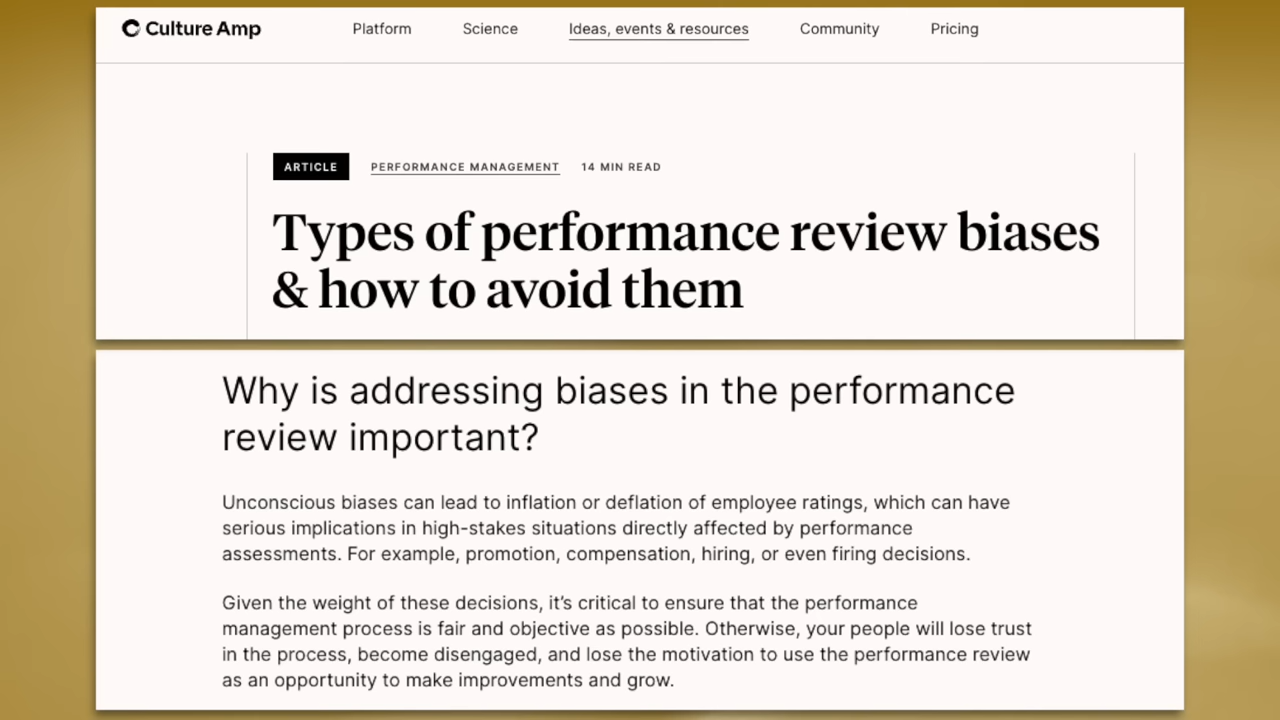 Culture Amp Platform Science Ideas, events & resources Community Pricing
ARTICLE PERFORMANCE MANAGEMENT 14 MIN READ
Types of performance review biases
& how to avoid them
Why is addressing biases in the performance
review important?
Unconscious biases can lead to inflation or deflation of employee ratings, which can have
serious implications in high-stakes situations directly affected by performance
assessments. For example, promotion, compensation, hiring, or even firing decisions.
Given the weight of these decisions, it’s critical to ensure that the performance
management process is fair and objective as possible. Otherwise, your people will lose trust
in the process, become disengaged, and lose the motivation to use the performance review
as an opportunity to make improvements and grow.